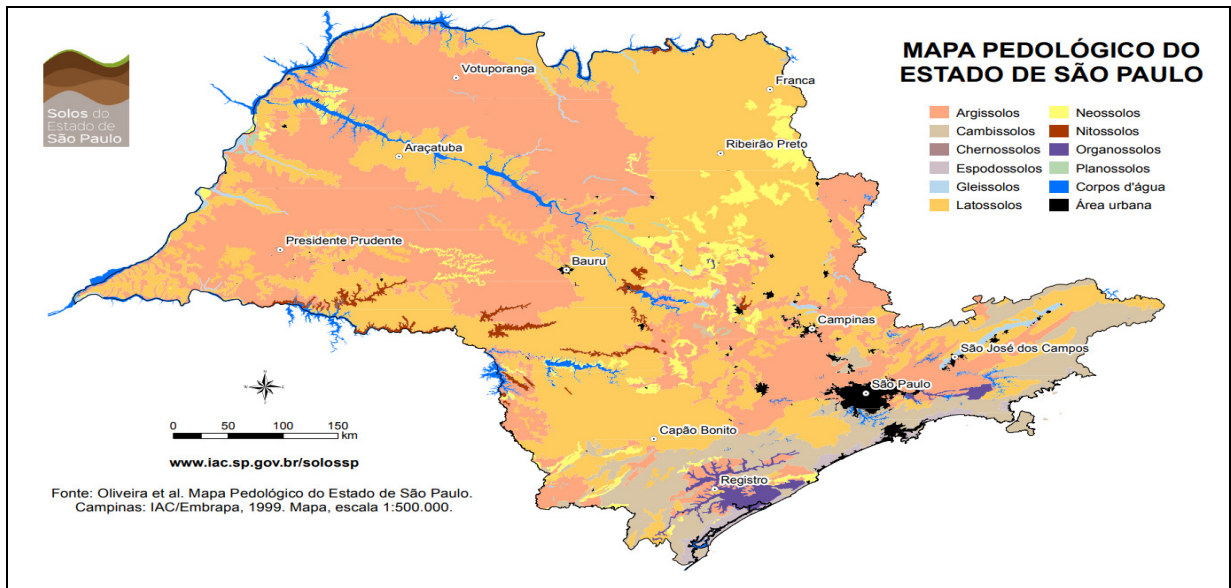 MAPA PEDOLÓGICO DO
ESTADO DE SÃO PAULO
Solos do
Estado de
São Paulo
Argissolos
Cambissolos
Chernossolos
Espodossolos
Gleissolos
Latossolos
Neossolos
Nitossolos
Organossolos
Planossolos
Corpos d'água
Área urbana
Votuporanga
Franca
Araçatuba
Ribeirão Preto
Presidente Prudente
Bauru
Campinas
São José dos Campos
São Paulo
Capão Bonito
Registro
0 50 100 150
km
www.iac.sp.gov.br/solossp
Fonte: Oliveira et al. Mapa Pedológico do Estado de São Paulo.
Campinas: IAC/Embrapa, 1999. Mapa, escala 1:500.000.